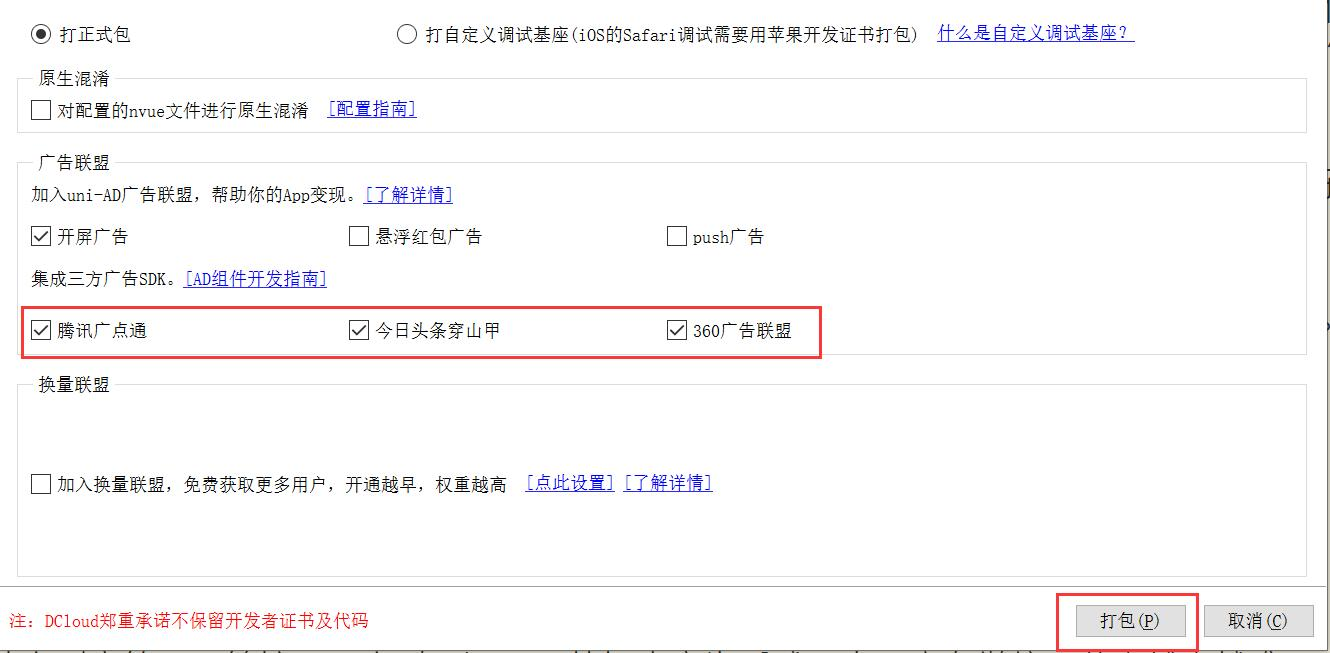 打正式包 打自定义调试基座(iOS的Safari调试需要用苹果开发证书打包) 什么是自定义调试基座?
原生混淆
对配置的nvue文件进行原生混淆 [配置指南]
广告联盟
加入uni-AD广告联盟，帮助你的App变现。[了解详情]
开屏广告 悬浮红包广告 push广告
集成三方广告SDK。[AD组件开发指南]
腾讯广点通 今日头条穿山甲 360广告联盟
换量联盟
加入换量联盟，免费获取更多用户，开通越早，权重越高 [点此设置] [了解详情]
注：DCloud郑重承诺不保留开发者证书及代码 打包(P) 取消(C)